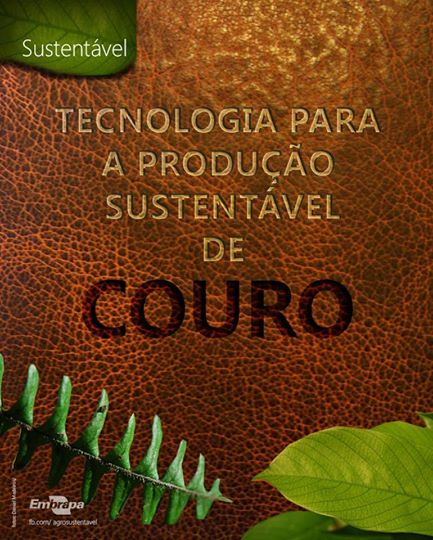 Sustentável
TECNOLOGIA PARA
A PRODUÇÃO
SUSTENTÁVEL
DE
COURO
Embrapa
fb.com/ agrosustentavel